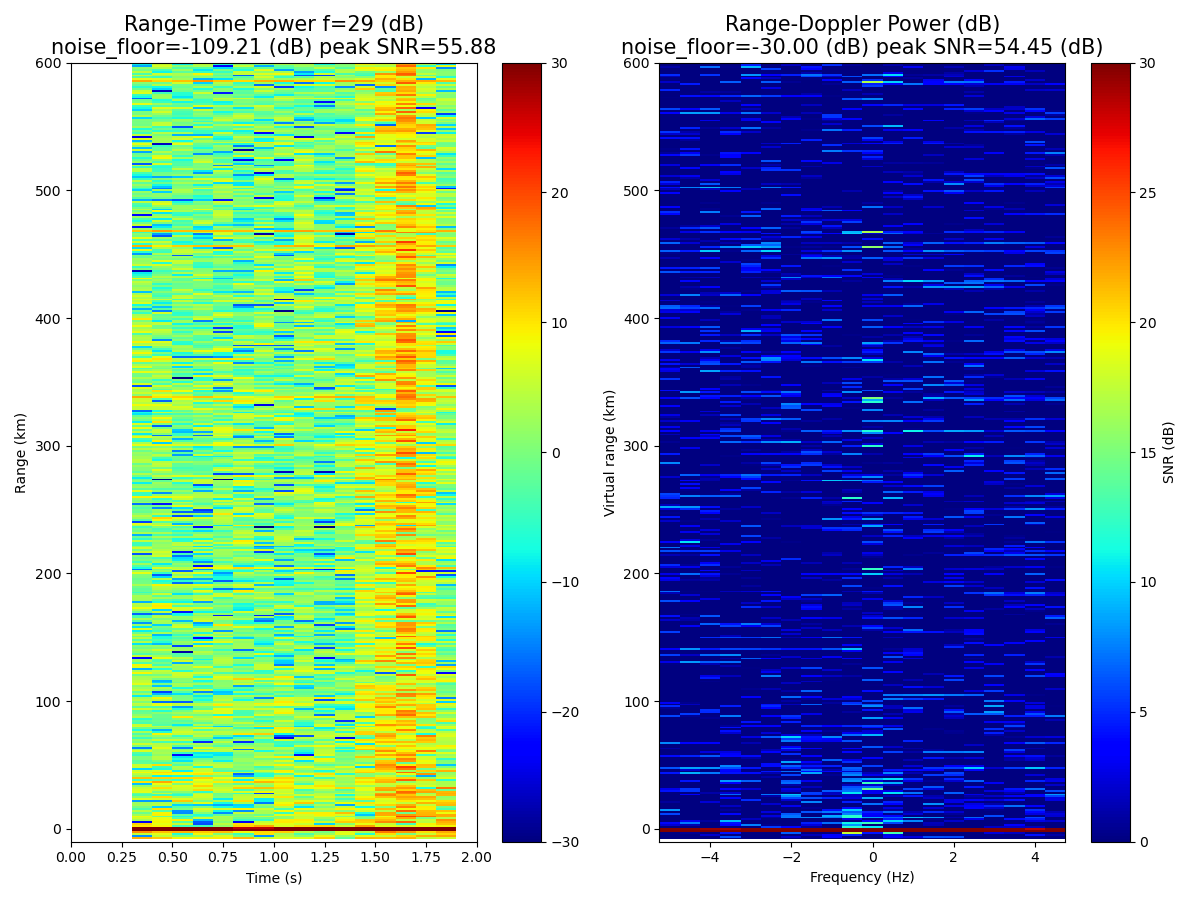 Range-Time Power f=29 (dB)
noise_floor=-109.21 (dB) peak SNR=55.88
600
500
400
300
200
100
0
Range (km)
0.00 0.25 0.50 0.75 1.00 1.25 1.50 1.75 2.00
Time (s)
30
20
10
0
−10
−20
−30
Range-Doppler Power (dB)
noise_floor=-30.00 (dB) peak SNR=54.45 (dB)
600
500
400
300
200
100
0
Virtual range (km)
−4 −2 0 2 4
Frequency (Hz)
30
25
20
15
10
5
0
SNR (dB)